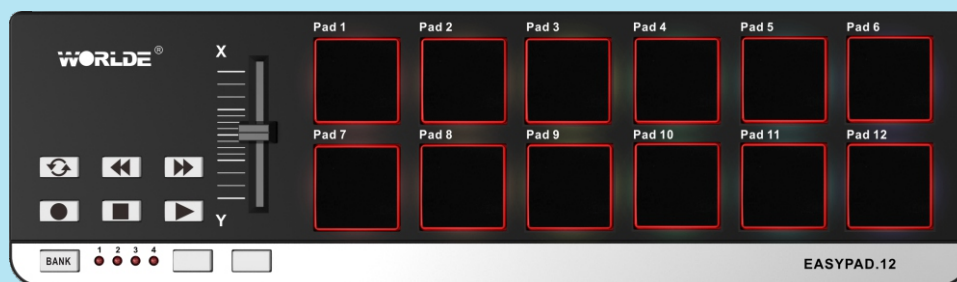 WORLDE®
X
Y
Pad 1 Pad 2 Pad 3 Pad 4 Pad 5 Pad 6
Pad 7 Pad 8 Pad 9 Pad 10 Pad 11 Pad 12
BANK 1 2 3 4
EASYPAD.12